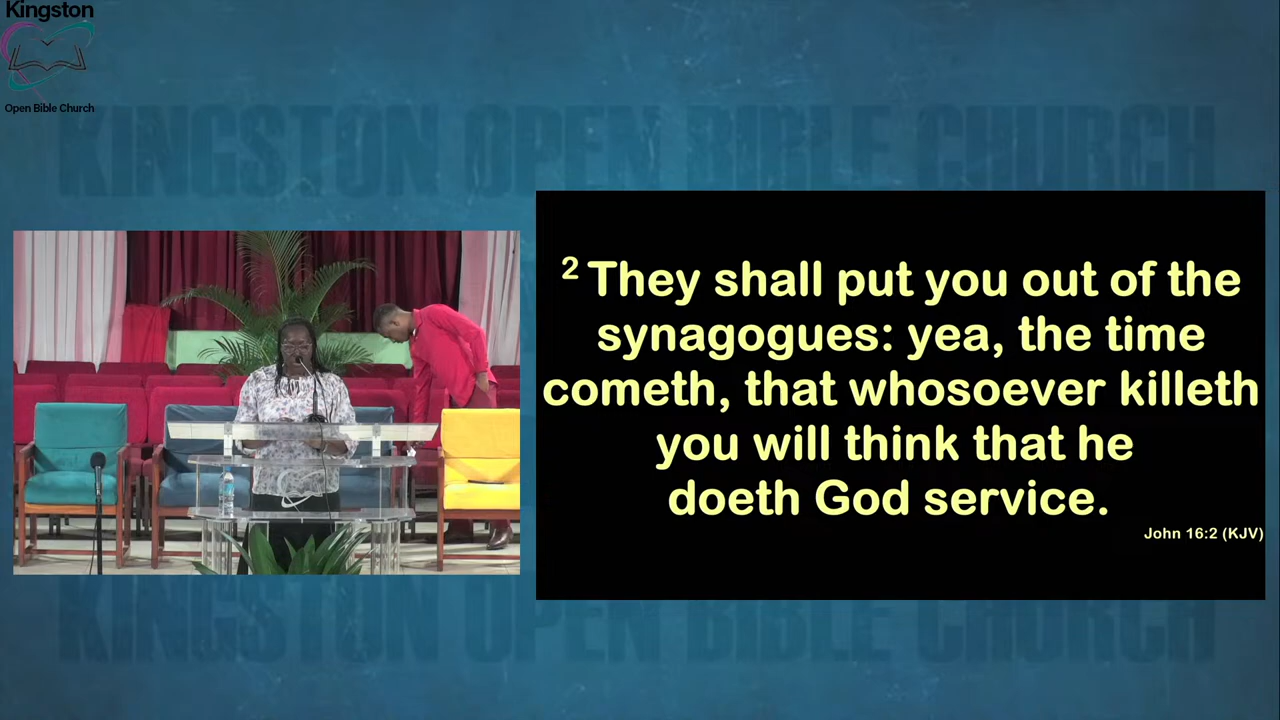 Kingston
Open Bible Church
KINGSTON OPEN BIBLE CHURCH
2 They shall put you out of the
synagogues: yea, the time
cometh, that whosoever killeth
you will think that he
doeth God service.
John 16:2 (KJV)
KINGSTON OPEN BIBLE CHURCH